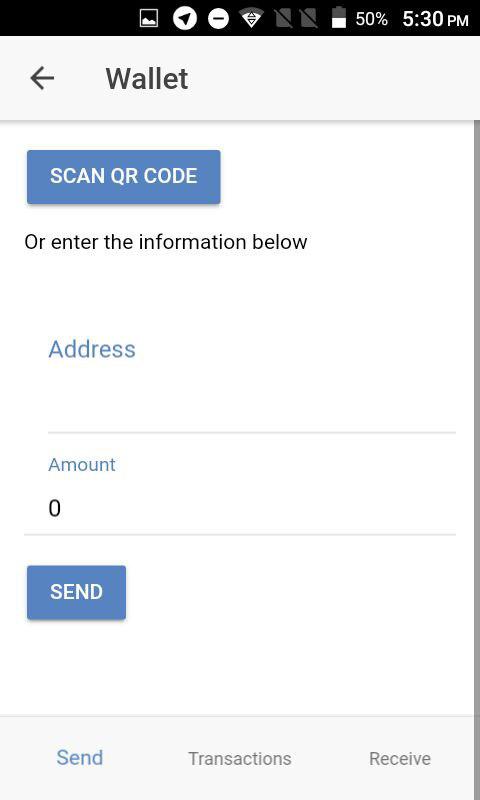 50% 5:30 PM
Wallet
SCAN QR CODE
Or enter the information below
Address
Amount
0
SEND
Send Transactions Receive